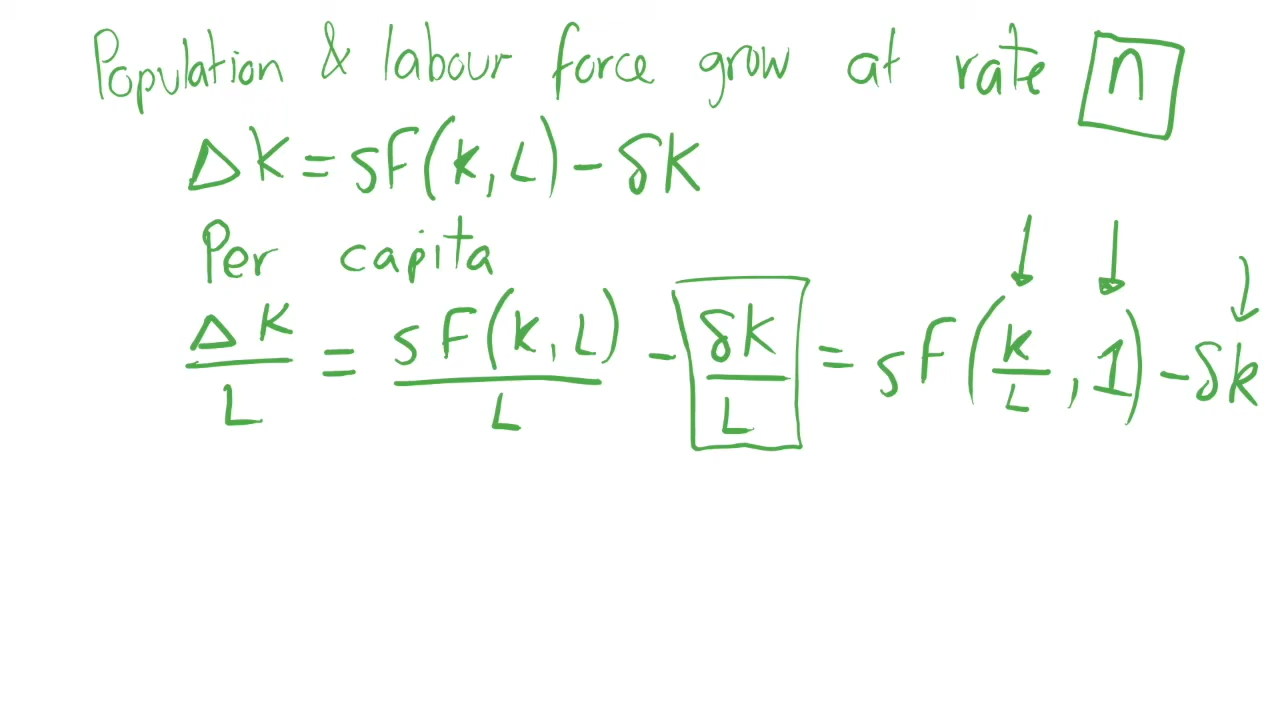 Population & labour force grow at rate n
ΔK = sF(K, L) - δK
Per capita
ΔK/L = sF(K, L)/L - δK/L = sF(K/L, 1) - δk